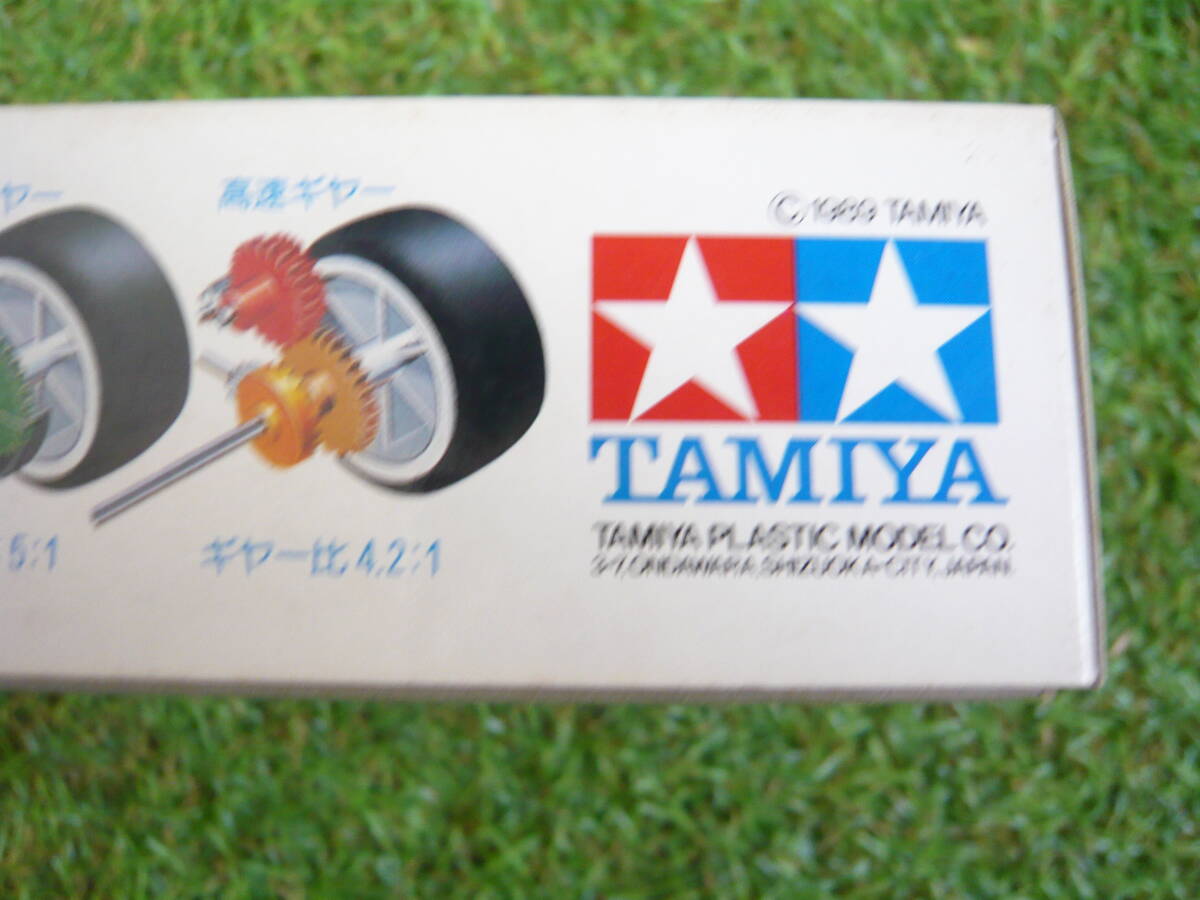 ヤー
5:1
高速ギヤー
ギヤー比4.2:1
©1989 TAMIYA
TAMIYA
TAMIYA PLASTIC MODEL CO.
3-7, ONDAWARA, SHIZUOKA-CITY, JAPAN.